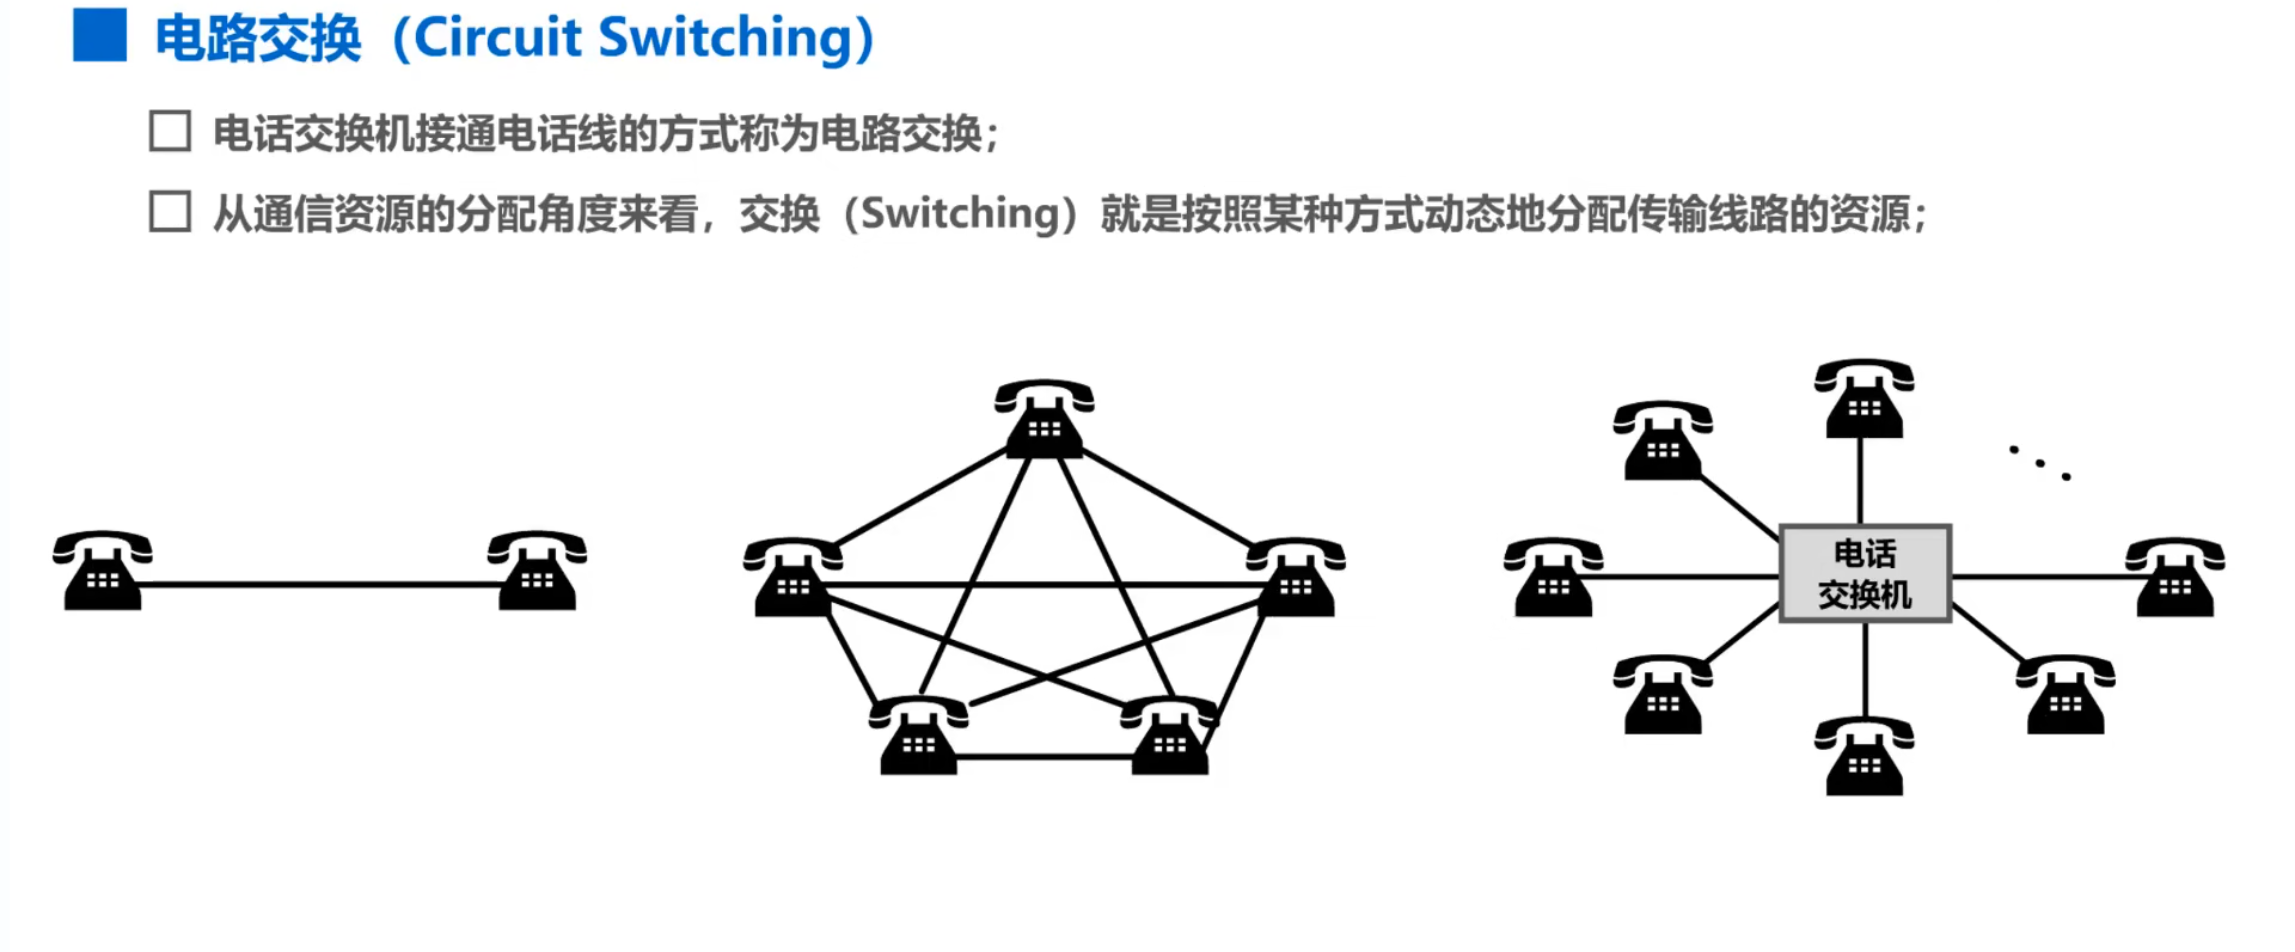 电路交换（Circuit Switching）
电话交换机接通电话线的方式称为电路交换；
从通信资源的分配角度来看，交换（Switching）就是按照某种方式动态地分配传输线路的资源；
电话
交换机